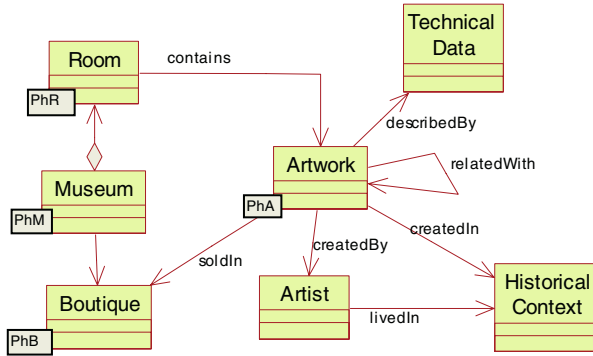 Technical
Data
Room
contains
PhR
describedBy
Artwork
relatedWith
Museum
PhA
PhM
createdIn
createdBy
soldIn
Boutique
Artist
Historical
Context
livedIn
PhB